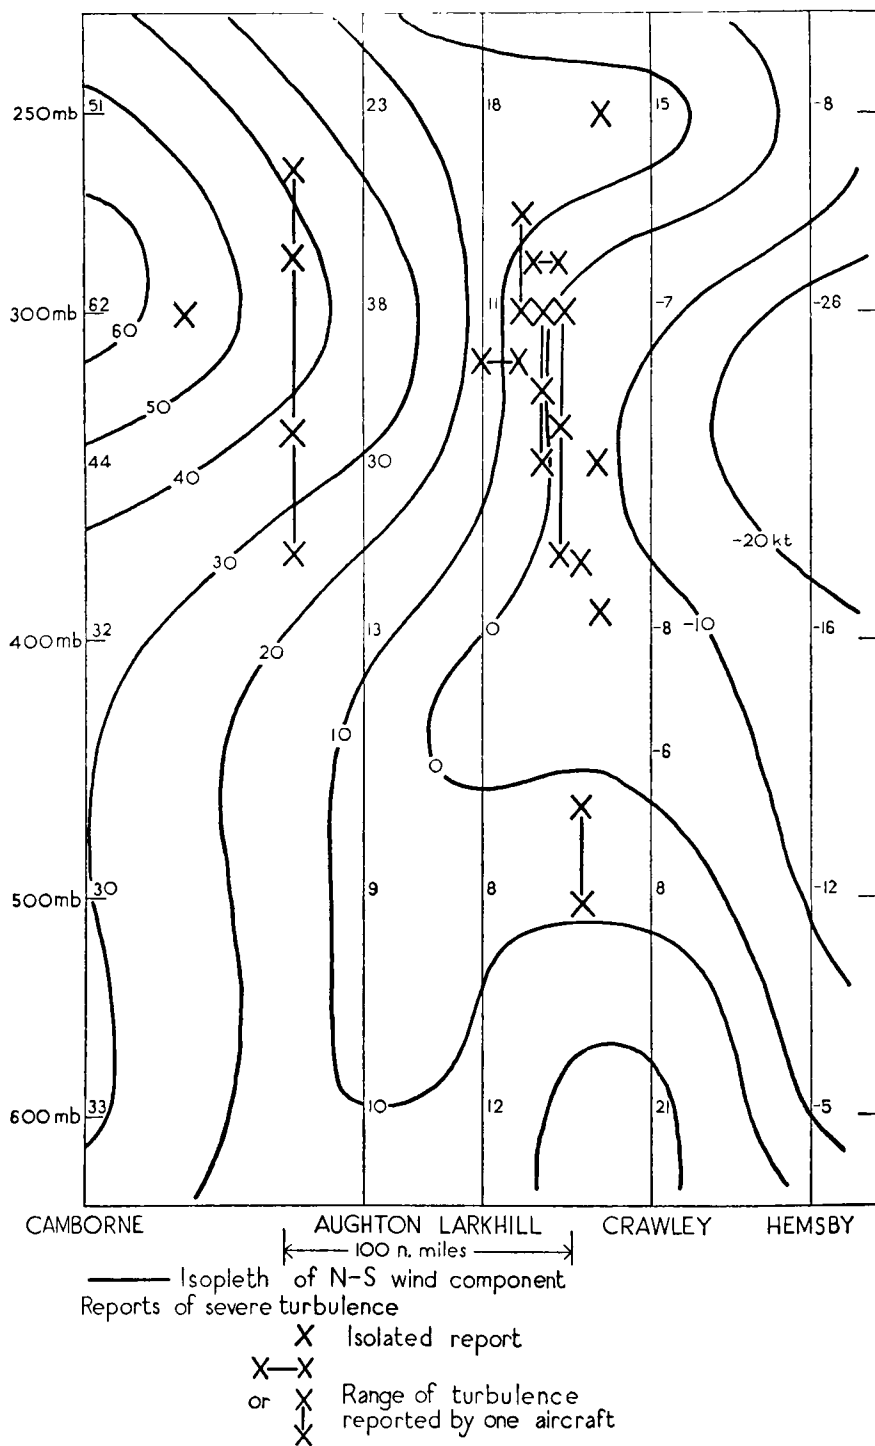 250mb 51 23 18 15 -8
300mb 62 38 11 -7 -26
60
50
44 40 30
30 -20 kt
400mb 32 13 0 -8 -10 -16
20
10 -6
0
500mb 30 9 8 8 -12
600mb 33 10 12 21 -5
CAMBORNE AUGHTON LARKHILL CRAWLEY HEMSBY
100 n. miles
Isopleth of N-S wind component
Reports of severe turbulence
X Isolated report
X—X
or X Range of turbulence
reported by one aircraft
X